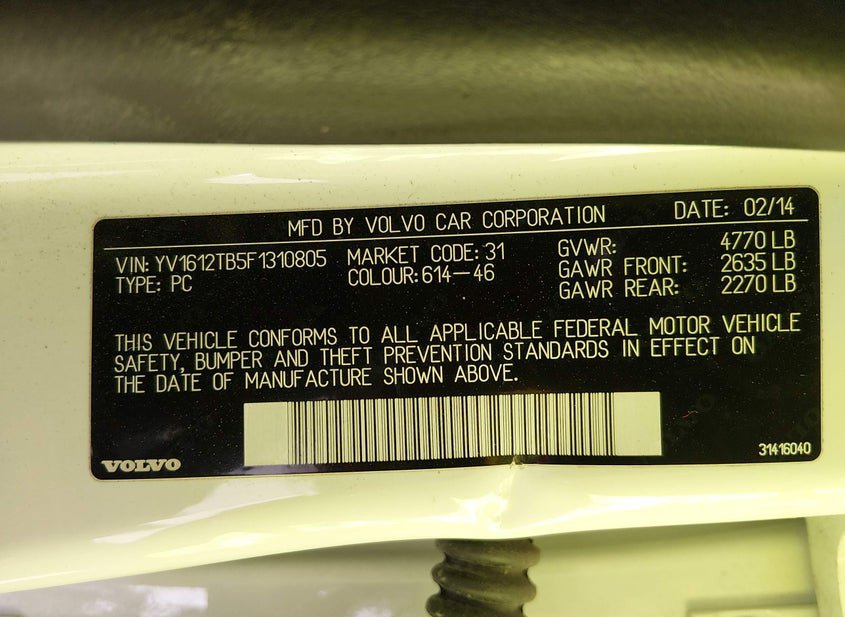 MFD BY VOLVO CAR CORPORATION DATE: 02/14
VIN: YV1612TB5F1310805 MARKET CODE: 31 GVWR: 4770 LB
TYPE: PC COLOUR: 614-46 GAWR FRONT: 2635 LB
GAWR REAR: 2270 LB
THIS VEHICLE CONFORMS TO ALL APPLICABLE FEDERAL MOTOR VEHICLE
SAFETY, BUMPER AND THEFT PREVENTION STANDARDS IN EFFECT ON
THE DATE OF MANUFACTURE SHOWN ABOVE.
VOLVO 31416040